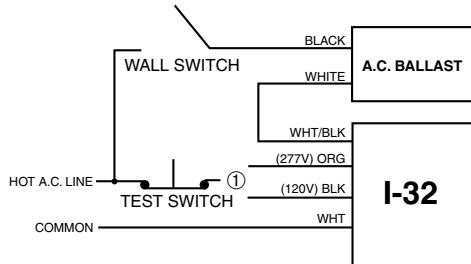 BLACK
WALL SWITCH
A.C. BALLAST
WHITE
WHT/BLK
(277V) ORG
HOT A.C. LINE
①
(120V) BLK
I-32
TEST SWITCH
WHT
COMMON